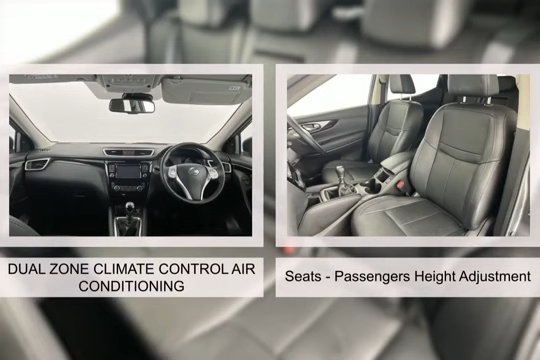 DUAL ZONE CLIMATE CONTROL AIR
CONDITIONING
Seats - Passengers Height Adjustment